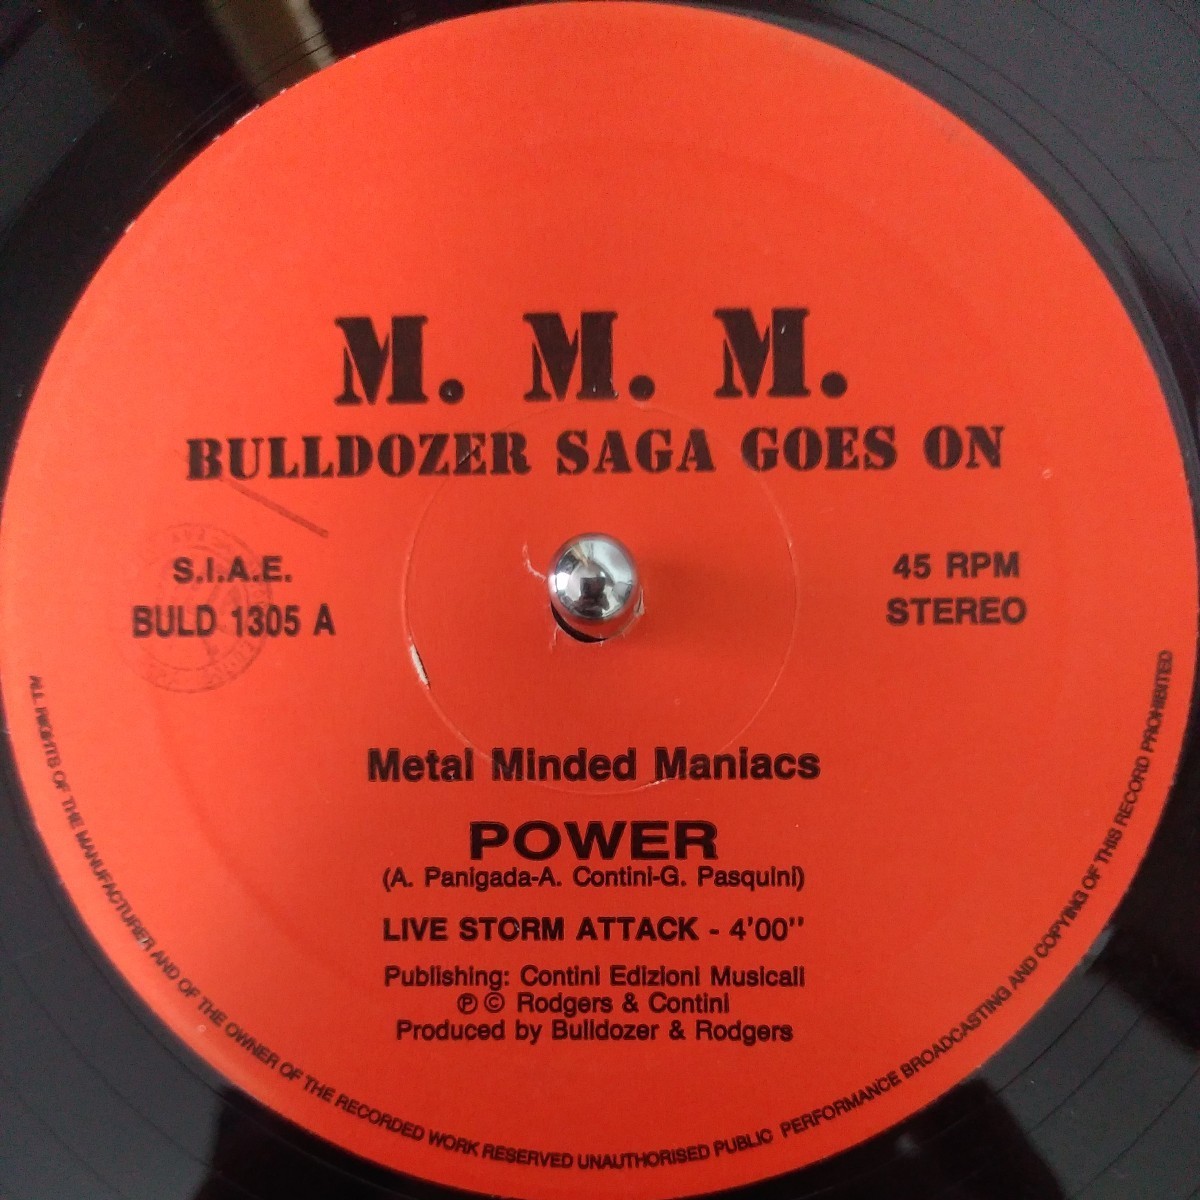 M. M. M.
BULLDOZER SAGA GOES ON
S.I.A.E.
BULD 1305 A
45 RPM
STEREO
Metal Minded Maniacs
POWER
(A. Panigada-A. Contini-G. Pasquini)
LIVE STORM ATTACK - 4'00"
Publishing: Contini Edizioni Musicali
℗ © Rodgers & Contini
Produced by Bulldozer & Rodgers
ALL RIGHTS OF THE MANUFACTURER AND OF THE OWNER OF THE RECORDED WORK RESERVED UNAUTHORISED PUBLIC PERFORMANCE BROADCASTING AND COPYING OF THIS RECORD PROHIBITED